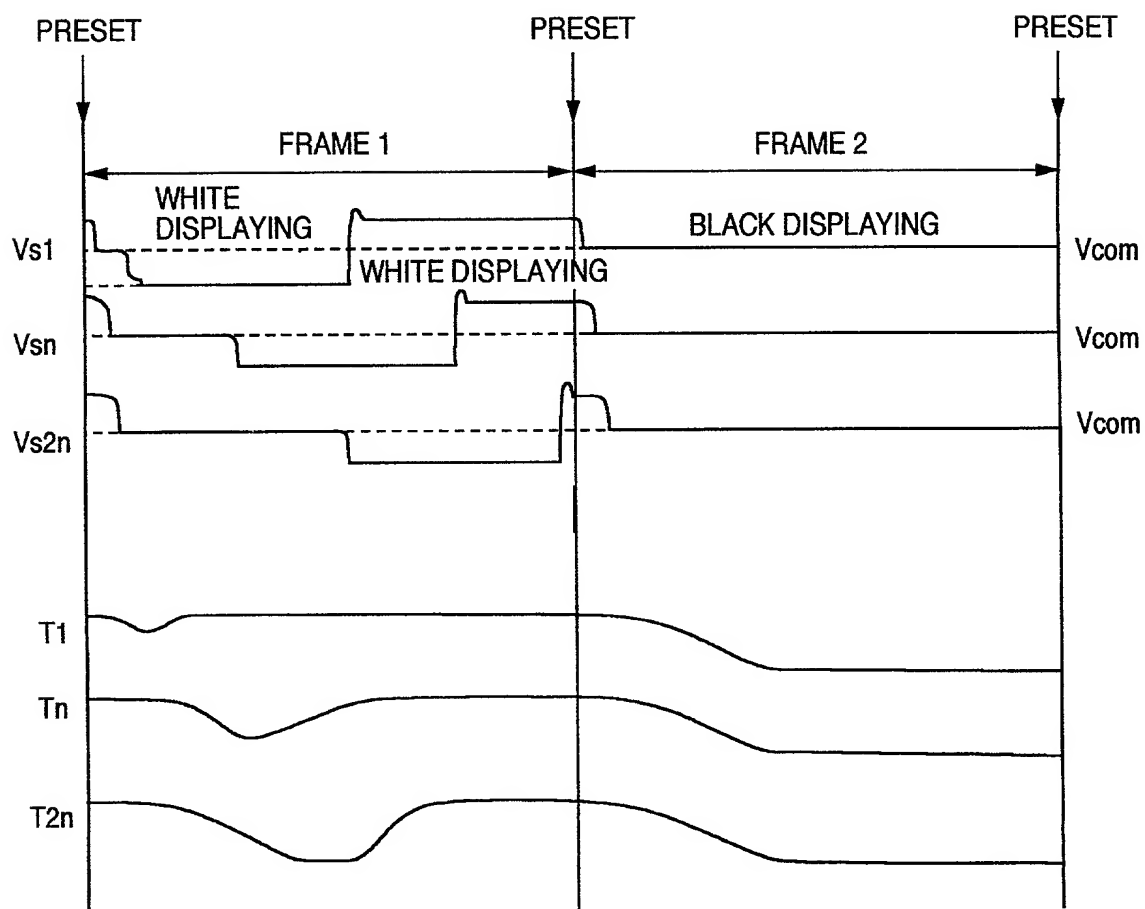 PRESET
PRESET
PRESET
FRAME 1
FRAME 2
WHITE
DISPLAYING
BLACK DISPLAYING
Vs1
Vcom
WHITE DISPLAYING
Vsn
Vcom
Vs2n
Vcom
T1
Tn
T2n